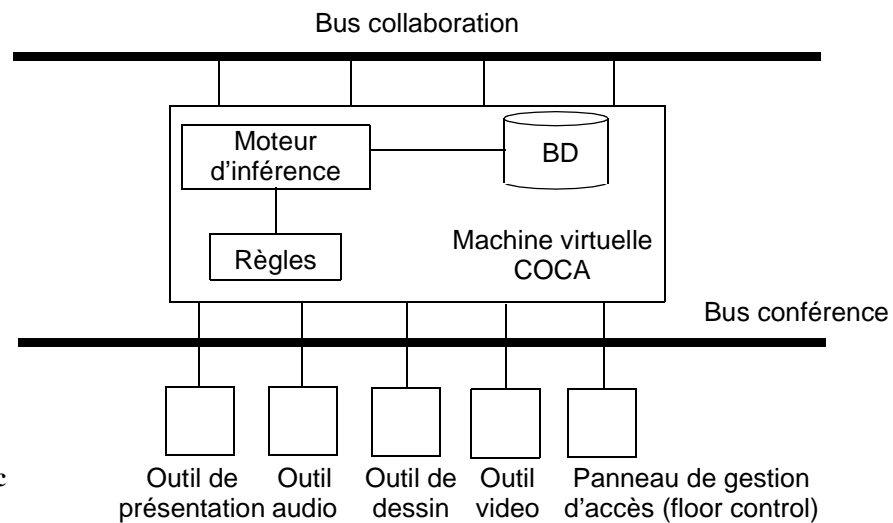 Bus collaboration
Moteur
d'inférence
BD
Règles
Machine virtuelle
COCA
Bus conférence
c
Outil de
présentation
Outil
audio
Outil de
dessin
Outil
video
Panneau de gestion
d'accès (floor control)